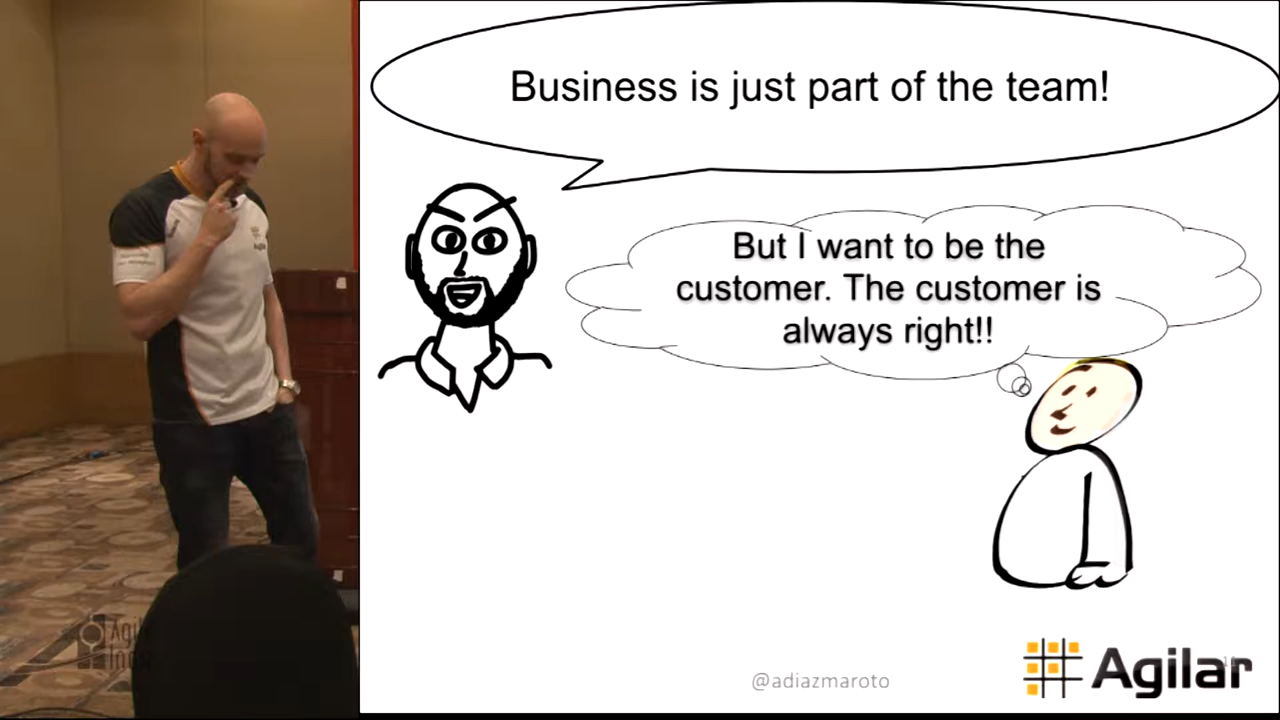 Business is just part of the team!
But I want to be the
customer. The customer is
always right!!
@adiazmaroto
Agilar
Agilar